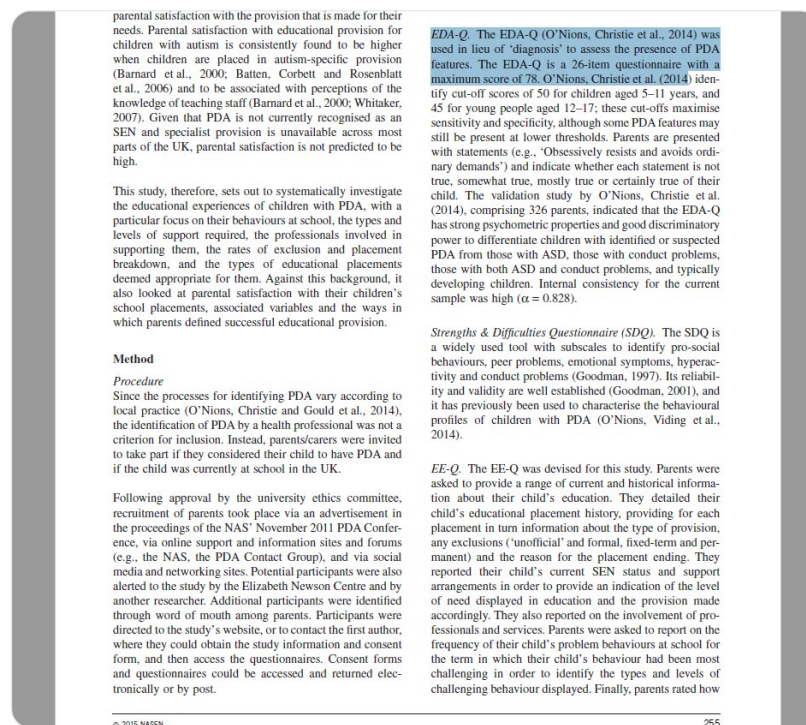 parental satisfaction with the provision that is made for their
needs. Parental satisfaction with educational provision for
children with autism is consistently found to be higher
when children are placed in autism-specific provision
(Barnard et al., 2000; Batten, Corbett and Rosenblatt
et al., 2006) and to be associated with perceptions of the
knowledge of teaching staff (Barnard et al., 2000; Whitaker,
2007). Given that PDA is not currently recognised as an
SEN and specialist provision is unavailable across most
parts of the UK, parental satisfaction is not predicted to be
high.
This study, therefore, sets out to systematically investigate
the educational experiences of children with PDA, with a
particular focus on their behaviours at school, the types and
levels of support required, the professionals involved in
supporting them, the rates of exclusion and placement
breakdown, and the types of educational placements
deemed appropriate for them. Against this background, it
also looked at parental satisfaction with their children's
school placements, associated variables and the ways in
which parents defined successful educational provision.
Method
Procedure
Since the processes for identifying PDA vary according to
local practice (O'Nions, Christie and Gould et al., 2014),
the identification of PDA by a health professional was not a
criterion for inclusion. Instead, parents/carers were invited
to take part if they considered their child to have PDA and
if the child was currently at school in the UK.
Following approval by the university ethics committee,
recruitment of parents took place via an advertisement in
the proceedings of the NAS' November 2011 PDA Confer-
ence, via online support and information sites and forums
(e.g., the NAS, the PDA Contact Group), and via social
media and networking sites. Potential participants were also
alerted to the study by the Elizabeth Newson Centre and by
another researcher. Additional participants were identified
through word of mouth among parents. Participants were
directed to the study's website, or to contact the first author,
where they could obtain the study information and consent
form, and then access the questionnaires. Consent forms
and questionnaires could be accessed and returned elec-
tronically or by post.
EDA-Q. The EDA-Q (O'Nions, Christie et al., 2014) was
used in lieu of 'diagnosis' to assess the presence of PDA
features. The EDA-Q is a 26-item questionnaire with a
maximum score of 78. O'Nions, Christie et al. (2014) iden-
tify cut-off scores of 50 for children aged 5–11 years, and
45 for young people aged 12–17; these cut-offs maximise
sensitivity and specificity, although some PDA features may
still be present at lower thresholds. Parents are presented
with statements (e.g., 'Obsessively resists and avoids ordi-
nary demands') and indicate whether each statement is not
true, somewhat true, mostly true or certainly true of their
child. The validation study by O'Nions, Christie et al.
(2014), comprising 326 parents, indicated that the EDA-Q
has strong psychometric properties and good discriminatory
power to differentiate children with identified or suspected
PDA from those with ASD, those with conduct problems,
those with both ASD and conduct problems, and typically
developing children. Internal consistency for the current
sample was high (α = 0.828).
Strengths & Difficulties Questionnaire (SDQ). The SDQ is
a widely used tool with subscales to identify pro-social
behaviours, peer problems, emotional symptoms, hyperac-
tivity and conduct problems (Goodman, 1997). Its reliabil-
ity and validity are well established (Goodman, 2001), and
it has previously been used to characterise the behavioural
profiles of children with PDA (O'Nions, Viding et al.,
2014).
EE-Q. The EE-Q was devised for this study. Parents were
asked to provide a range of current and historical informa-
tion about their child's education. They detailed their
child's educational placement history, providing for each
placement in turn information about the type of provision,
any exclusions ('unofficial' and formal, fixed-term and per-
manent) and the reason for the placement ending. They
reported their child's current SEN status and support
arrangements in order to provide an indication of the level
of need displayed in education and the provision made
accordingly. They also reported on the involvement of pro-
fessionals and services. Parents were asked to report on the
frequency of their child's problem behaviours at school for
the term in which their child's behaviour had been most
challenging in order to identify the types and levels of
challenging behaviour displayed. Finally, parents rated how
© 2015 NASEN
255